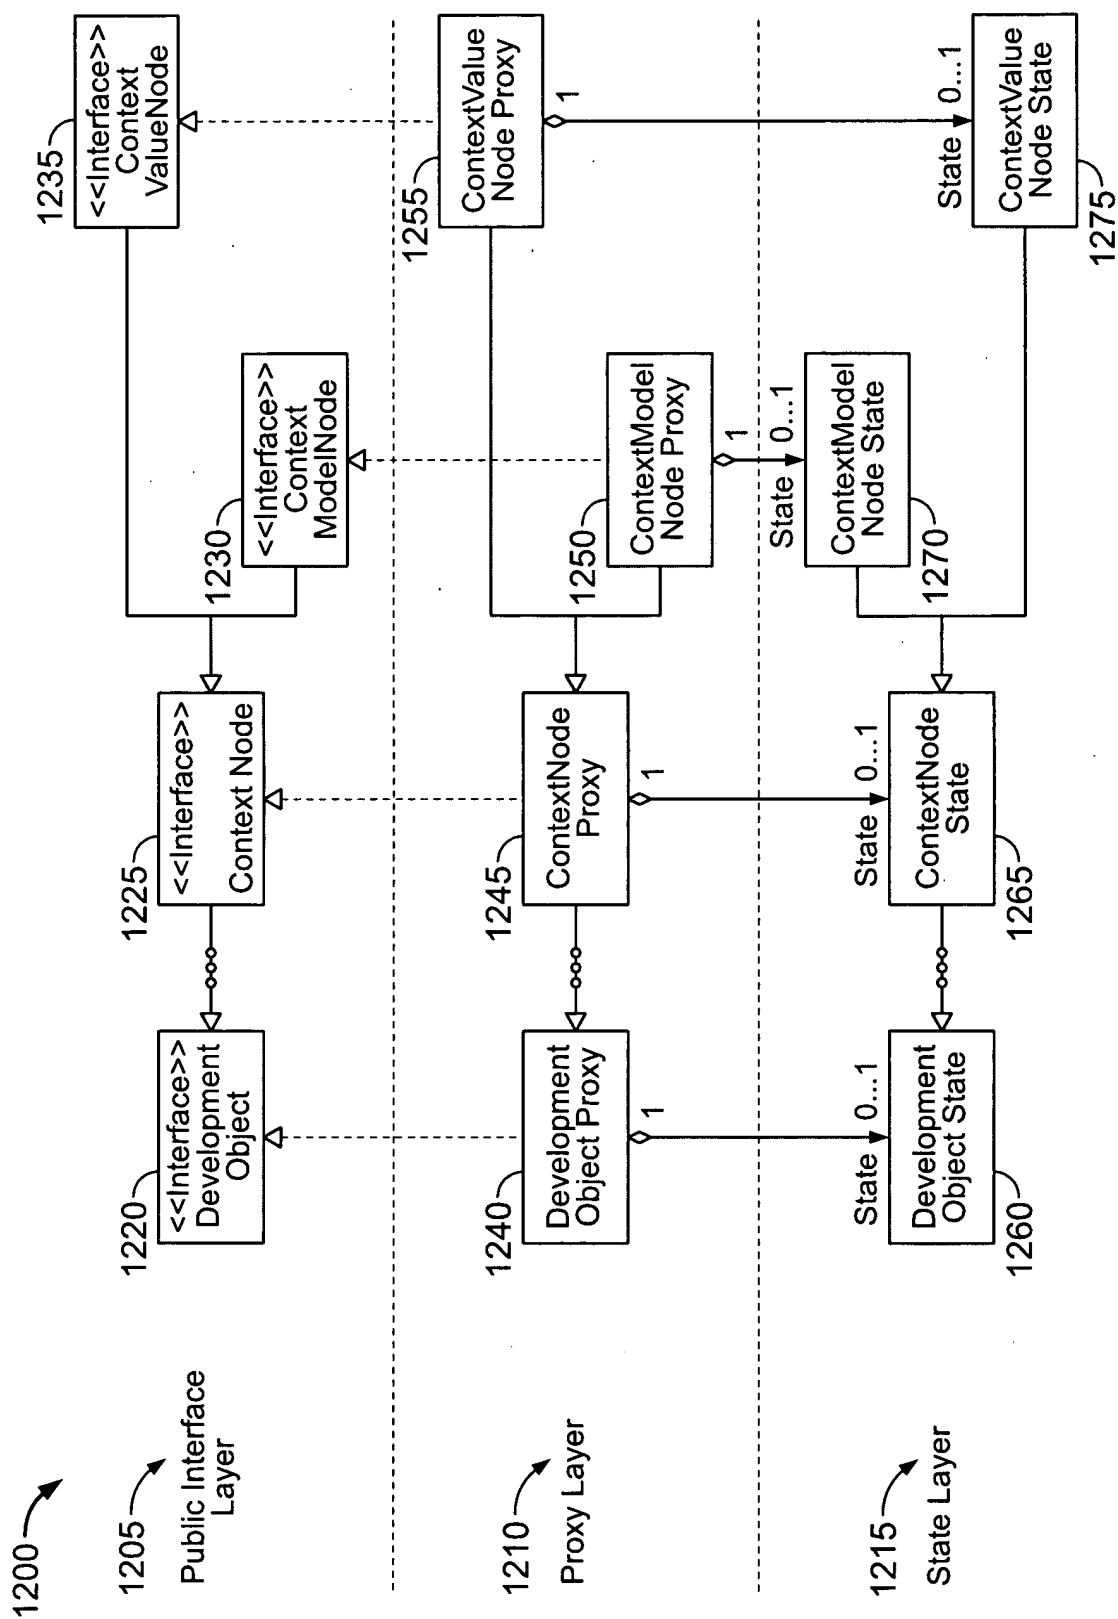 1200
1205
Public Interface
Layer
1220
<<Interface>>
Development
Object
1225
<<Interface>>
Context Node
1230
<<Interface>>
Context
ModelNode
1235
<<Interface>>
Context
ValueNode
1210
Proxy Layer
1240
Development
Object Proxy
1
1245
ContextNode
Proxy
1
1250
ContextModel
Node Proxy
1
1255
ContextValue
Node Proxy
1
1215
State Layer
State 0...1
Development
Object State
1260
State 0...1
ContextNode
State
1265
State 0...1
ContextModel
Node State
1270
State 0...1
ContextValue
Node State
1275